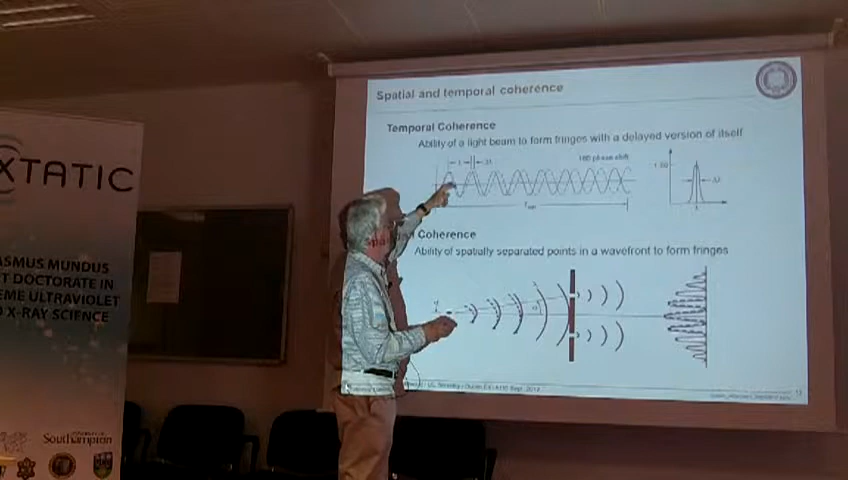 XTATIC
ASMUS MUNDUS
T DOCTORATE IN
EME ULTRAVIOLET
X-RAY SCIENCE
Southampton
Spatial and temporal coherence
Temporal Coherence
Ability of a light beam to form fringes with a delayed version of itself
180 phase shift
Coherence
Ability of spatially separated points in a wavefront to form fringes